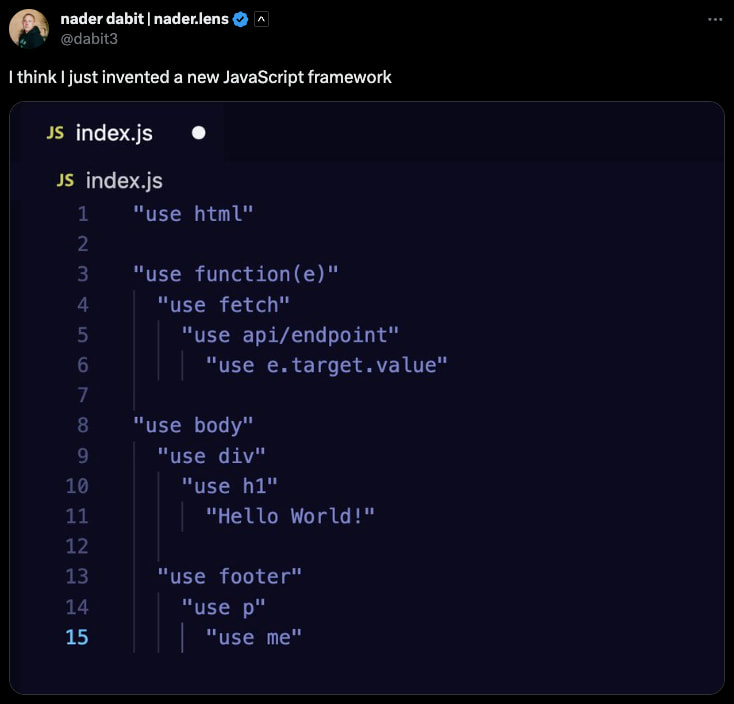 nader dabit | nader.lens
@dabit3
I think I just invented a new JavaScript framework
JS index.js
JS index.js
1 "use html"
2
3 "use function(e)"
4 "use fetch"
5 "use api/endpoint"
6 "use e.target.value"
7
8 "use body"
9 "use div"
10 "use h1"
11 "Hello World!"
12
13 "use footer"
14 "use p"
15 "use me"